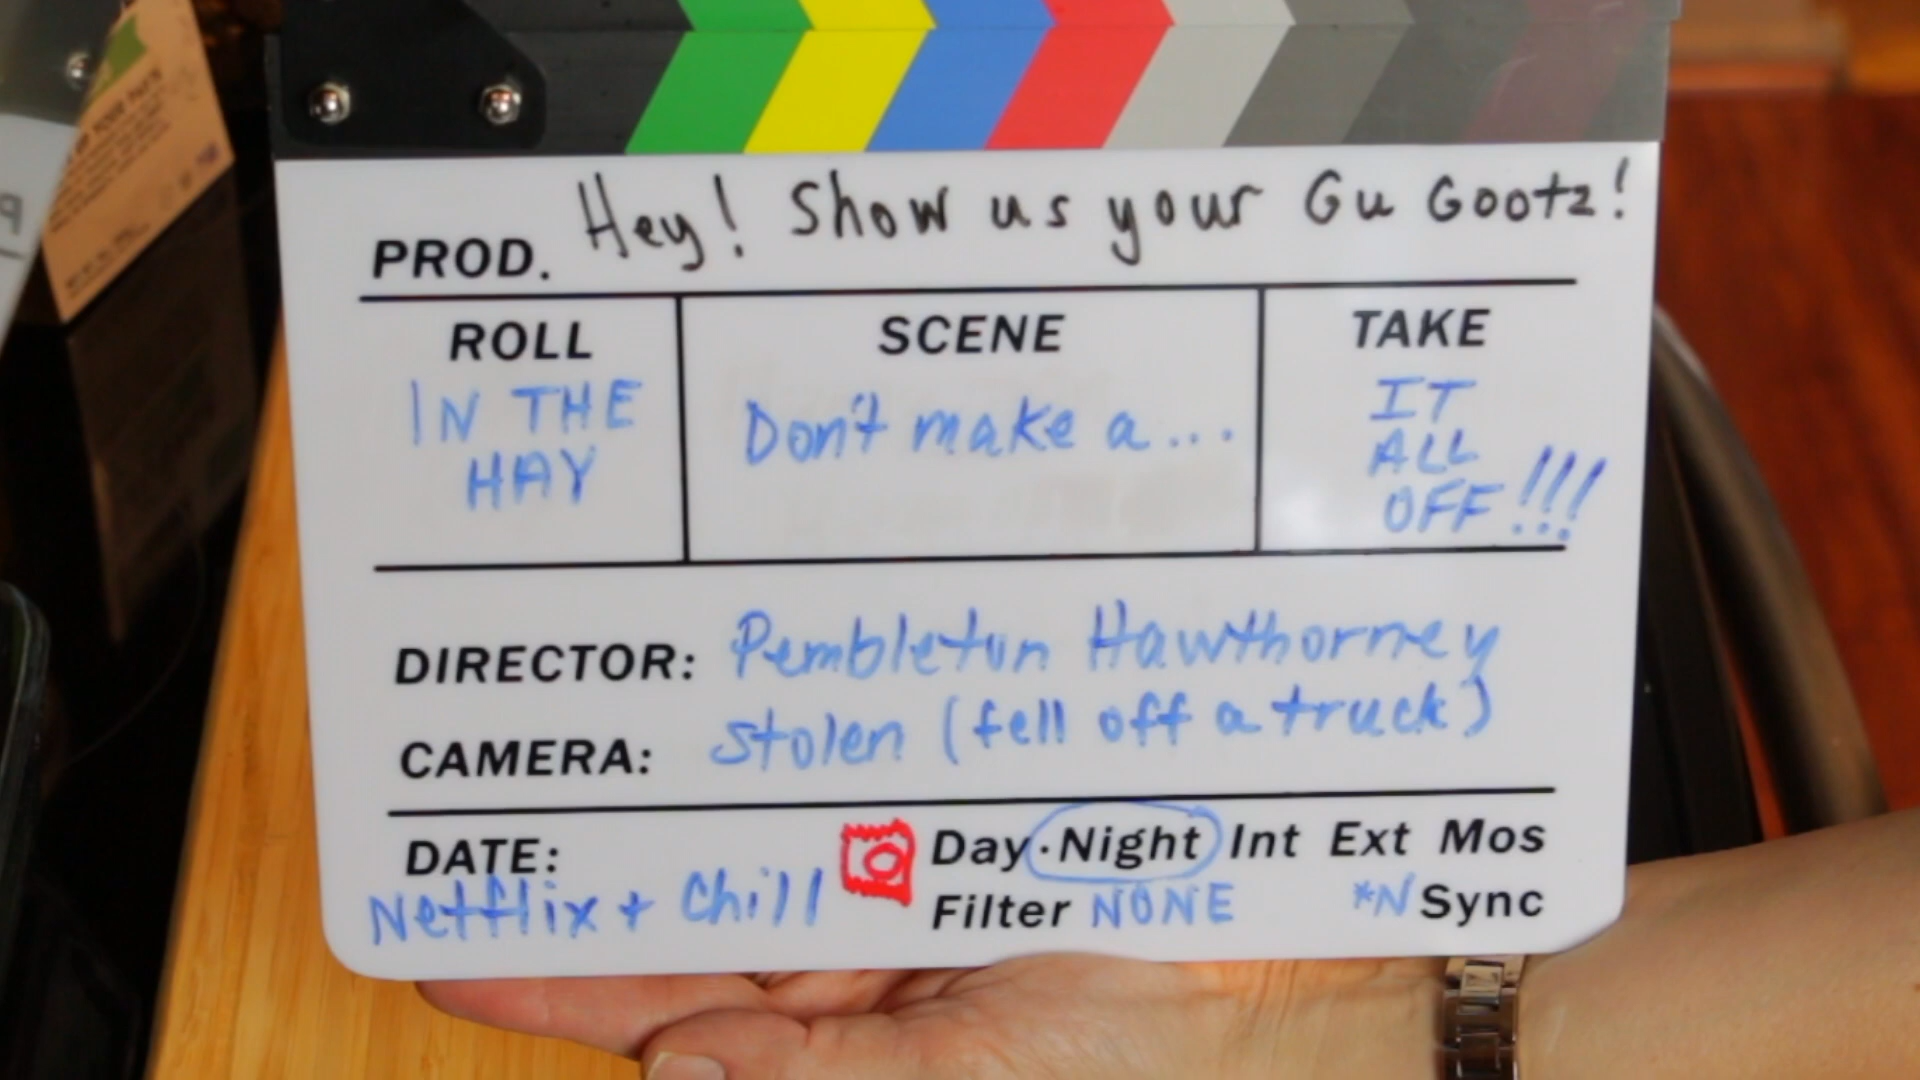 PROD. Hey! Show us your Gu Gootz!
ROLL
IN THE
HAY
SCENE
Don't make a...
TAKE
IT
ALL
OFF!!!
DIRECTOR: Pembleton Hawthorney
CAMERA: Stolen (fell off a truck)
DATE:
Netflix + Chill
Day·Night Int Ext Mos
Filter NONE *N Sync